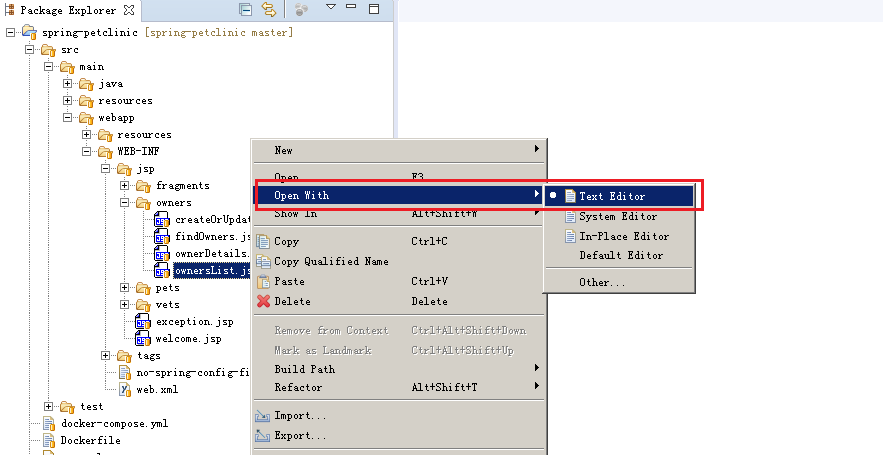 Package Explorer
spring-petclinic [spring-petclinic master]
src
main
java
resources
webapp
resources
WEB-INF
jsp
fragments
owners
createOrUpdat
findOwners.js
ownerDetails.
ownersList.js
pets
vets
exception.jsp
welcome.jsp
tags
no-spring-config-fi
web.xml
test
docker-compose.yml
Dockerfile
New
Open F3
Open With
Show In Alt+Shift+W
Copy Ctrl+C
Copy Qualified Name
Paste Ctrl+V
Delete Delete
Remove from Context Ctrl+Alt+Shift+Down
Mark as Landmark Ctrl+Alt+Shift+Up
Build Path
Refactor Alt+Shift+T
Import...
Export...
Text Editor
System Editor
In-Place Editor
Default Editor
Other...